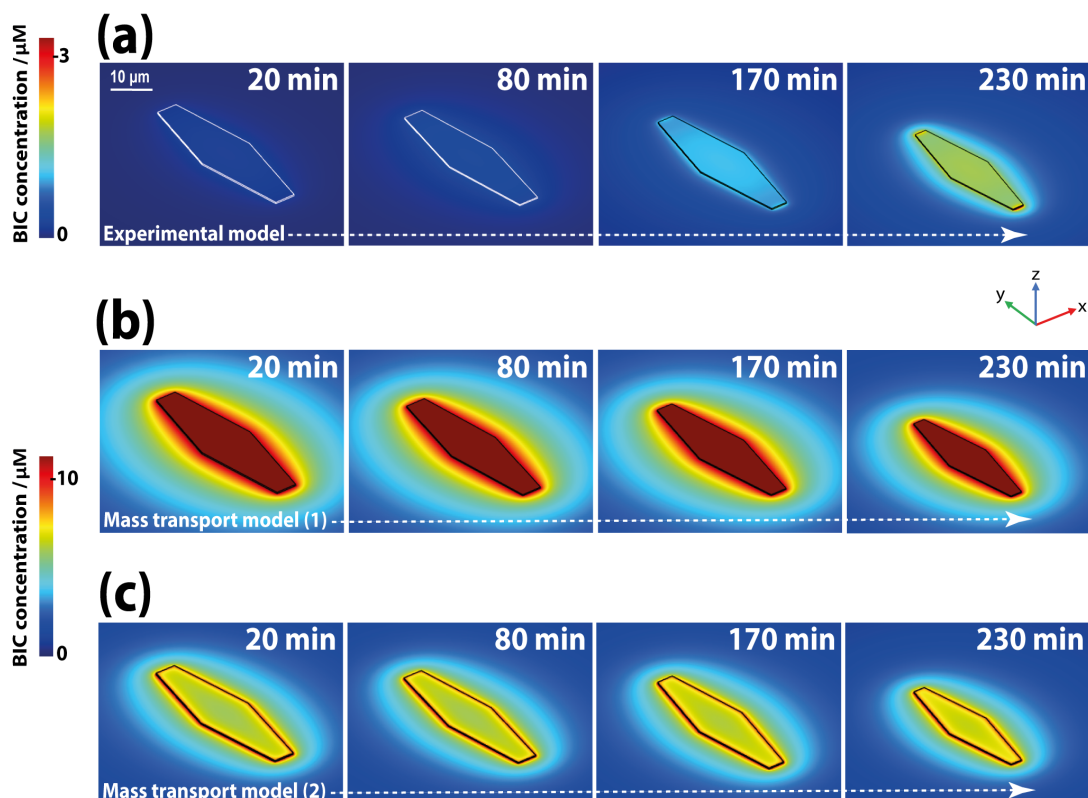 (a)
BIC concentration /µM
3
0
10 µm
20 min
80 min
170 min
230 min
Experimental model
z
y
x
(b)
20 min
80 min
170 min
230 min
Mass transport model (1)
BIC concentration /µM
10
0
(c)
20 min
80 min
170 min
230 min
Mass transport model (2)